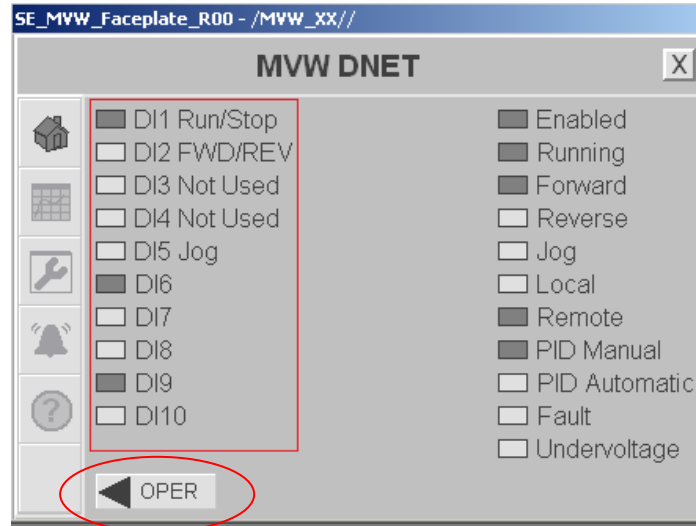 SE_MVW_Faceplate_R00 - /MVW_XX//
MVW DNET
X
DI1 Run/Stop
DI2 FWD/REV
DI3 Not Used
DI4 Not Used
DI5 Jog
DI6
DI7
DI8
DI9
DI10
Enabled
Running
Forward
Reverse
Jog
Local
Remote
PID Manual
PID Automatic
Fault
Undervoltage
?
OPER